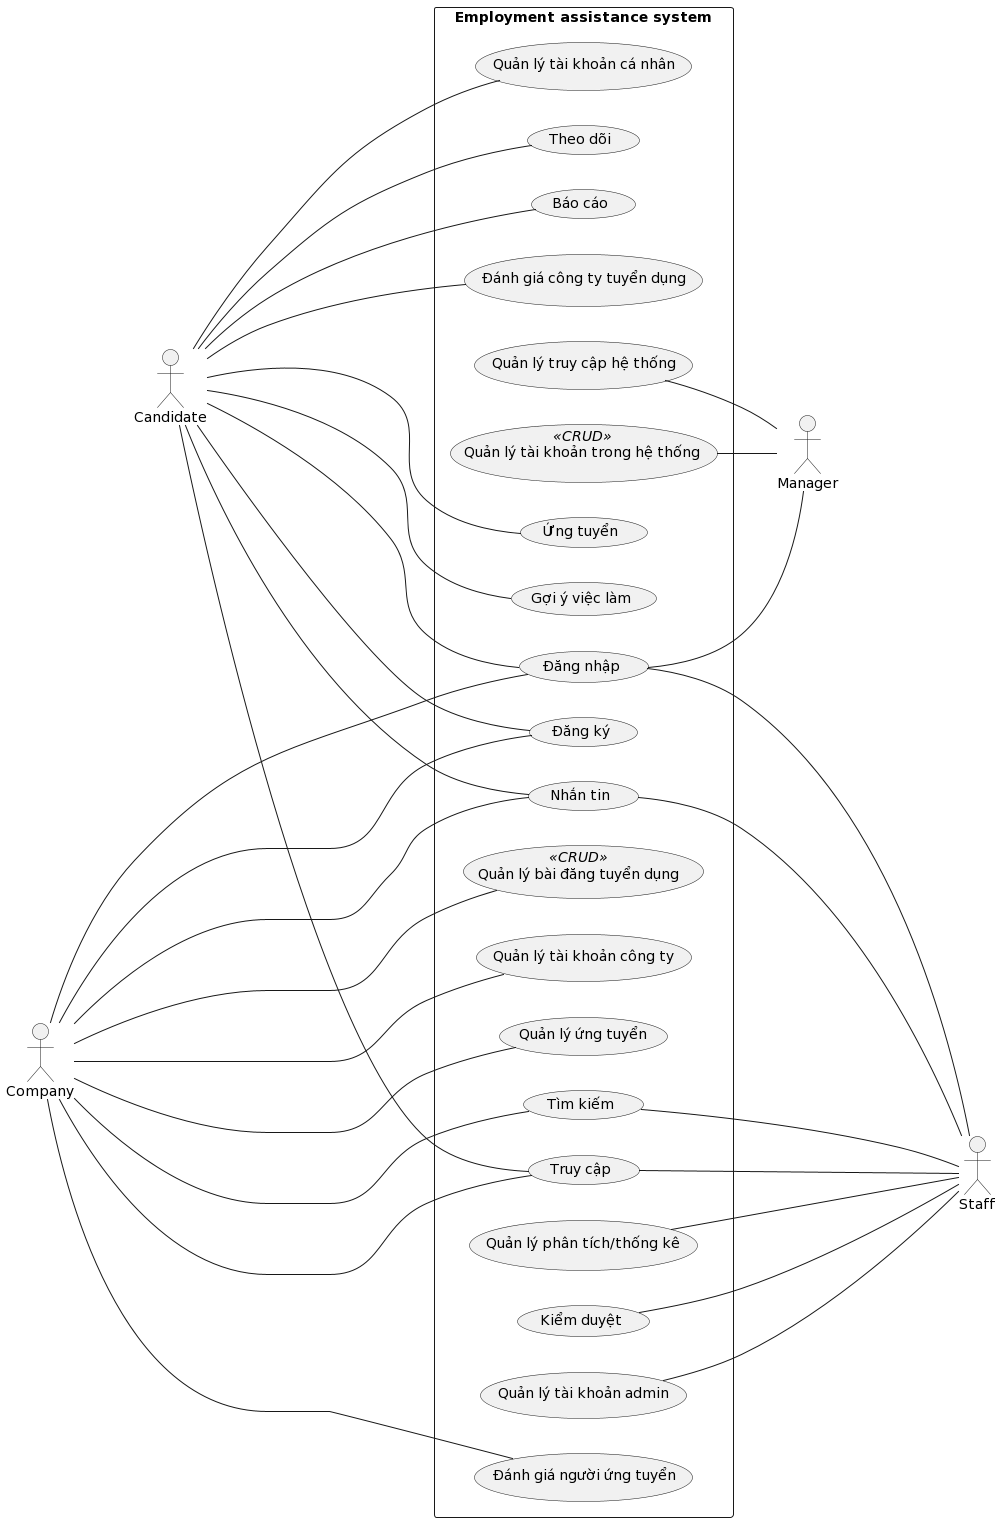 Employment assistance system
Quản lý tài khoản cá nhân
Theo dõi
Báo cáo
Đánh giá công ty tuyển dụng
Quản lý truy cập hệ thống
Candidate
«CRUD»
Quản lý tài khoản trong hệ thống
Manager
Ứng tuyển
Gợi ý việc làm
Đăng nhập
Đăng ký
Nhắn tin
«CRUD»
Quản lý bài đăng tuyển dụng
Quản lý tài khoản công ty
Quản lý ứng tuyển
Company
Tìm kiếm
Truy cập
Staff
Quản lý phân tích/thống kê
Kiểm duyệt
Quản lý tài khoản admin
Đánh giá người ứng tuyển